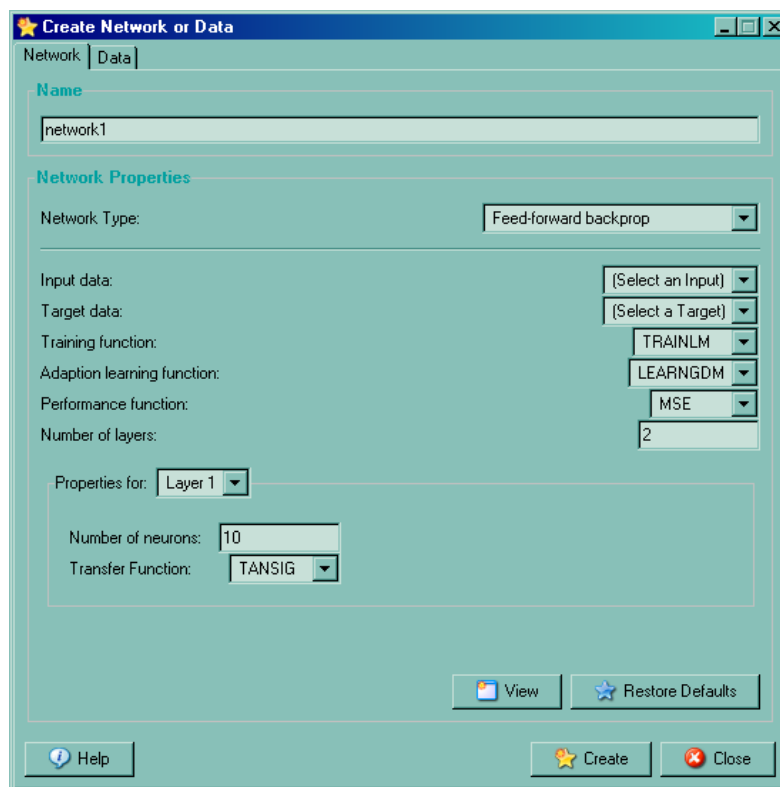 Create Network or Data
Network Data
Name
network1
Network Properties
Network Type: Feed-forward backprop
Input data: (Select an Input)
Target data: (Select a Target)
Training function: TRAINLM
Adaption learning function: LEARNGDM
Performance function: MSE
Number of layers: 2
Properties for: Layer 1
Number of neurons: 10
Transfer Function: TANSIG
View Restore Defaults
Help Create Close